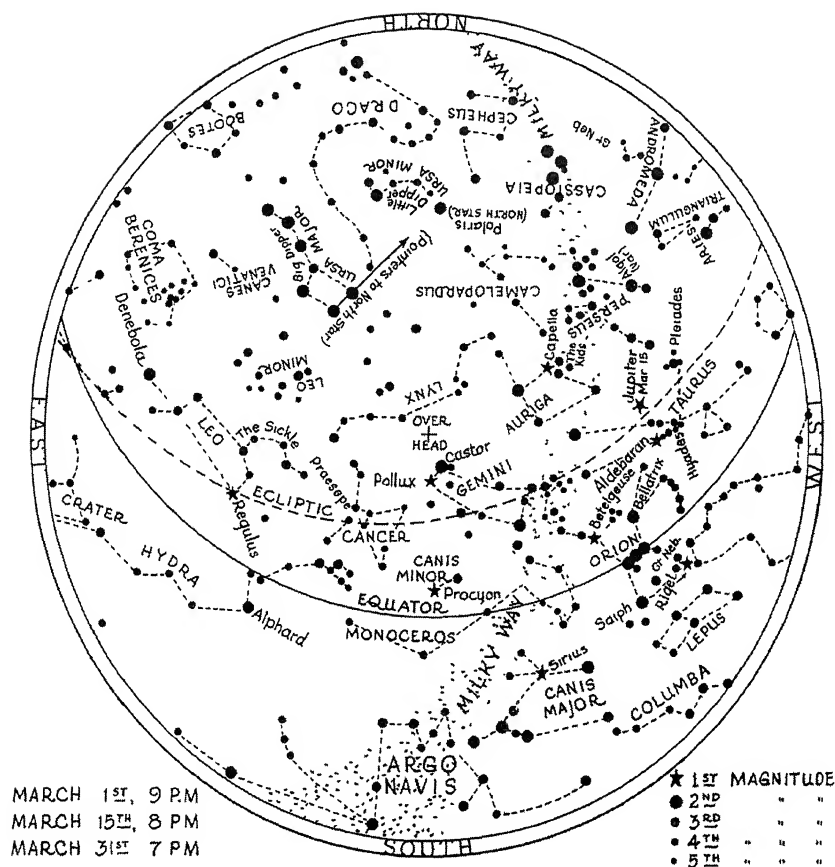 NORTH
MILKY WAY
BOOTES
DRACO
CEPHEUS
Gr Neb
ANDROMEDA
URSA MINOR
Little Dipper
CASSIOPEIA
Polaris
(NORTH STAR)
TRIANGULUM
ARIES
COMA
BERENICES
CANES
VENATICI
URSA MAJOR
Big Dipper
(Pointers to North Star)
CAMELOPARDUS
Algol
(Var)
PERSEUS
Denebola
Capella
The Kids
Jupiter
Mar 15
Pleiades
LEO
MINOR
LYNX
AURIGA
TAURUS
EAST
WEST
LEO
The Sickle
OVER
HEAD
Castor
Pollux
GEMINI
Aldebaran
Hyades
Praesepe
Betelgeuse
Bellatrix
Regulus
ECLIPTIC
CANCER
CRATER
HYDRA
CANIS
MINOR
Procyon
ORION
Gr Neb.
Rigel
Saiph
EQUATOR
Alphard
MONOCEROS
LEPUS
MILKY WAY
Sirius
CANIS
MAJOR
COLUMBA
ARGO
NAVIS
SOUTH
MARCH 1ST, 9 P.M
MARCH 15TH, 8 PM
MARCH 31ST 7 PM
1ST MAGNITUDE
2ND " "
3RD " "
4TH " " "
5TH " " "